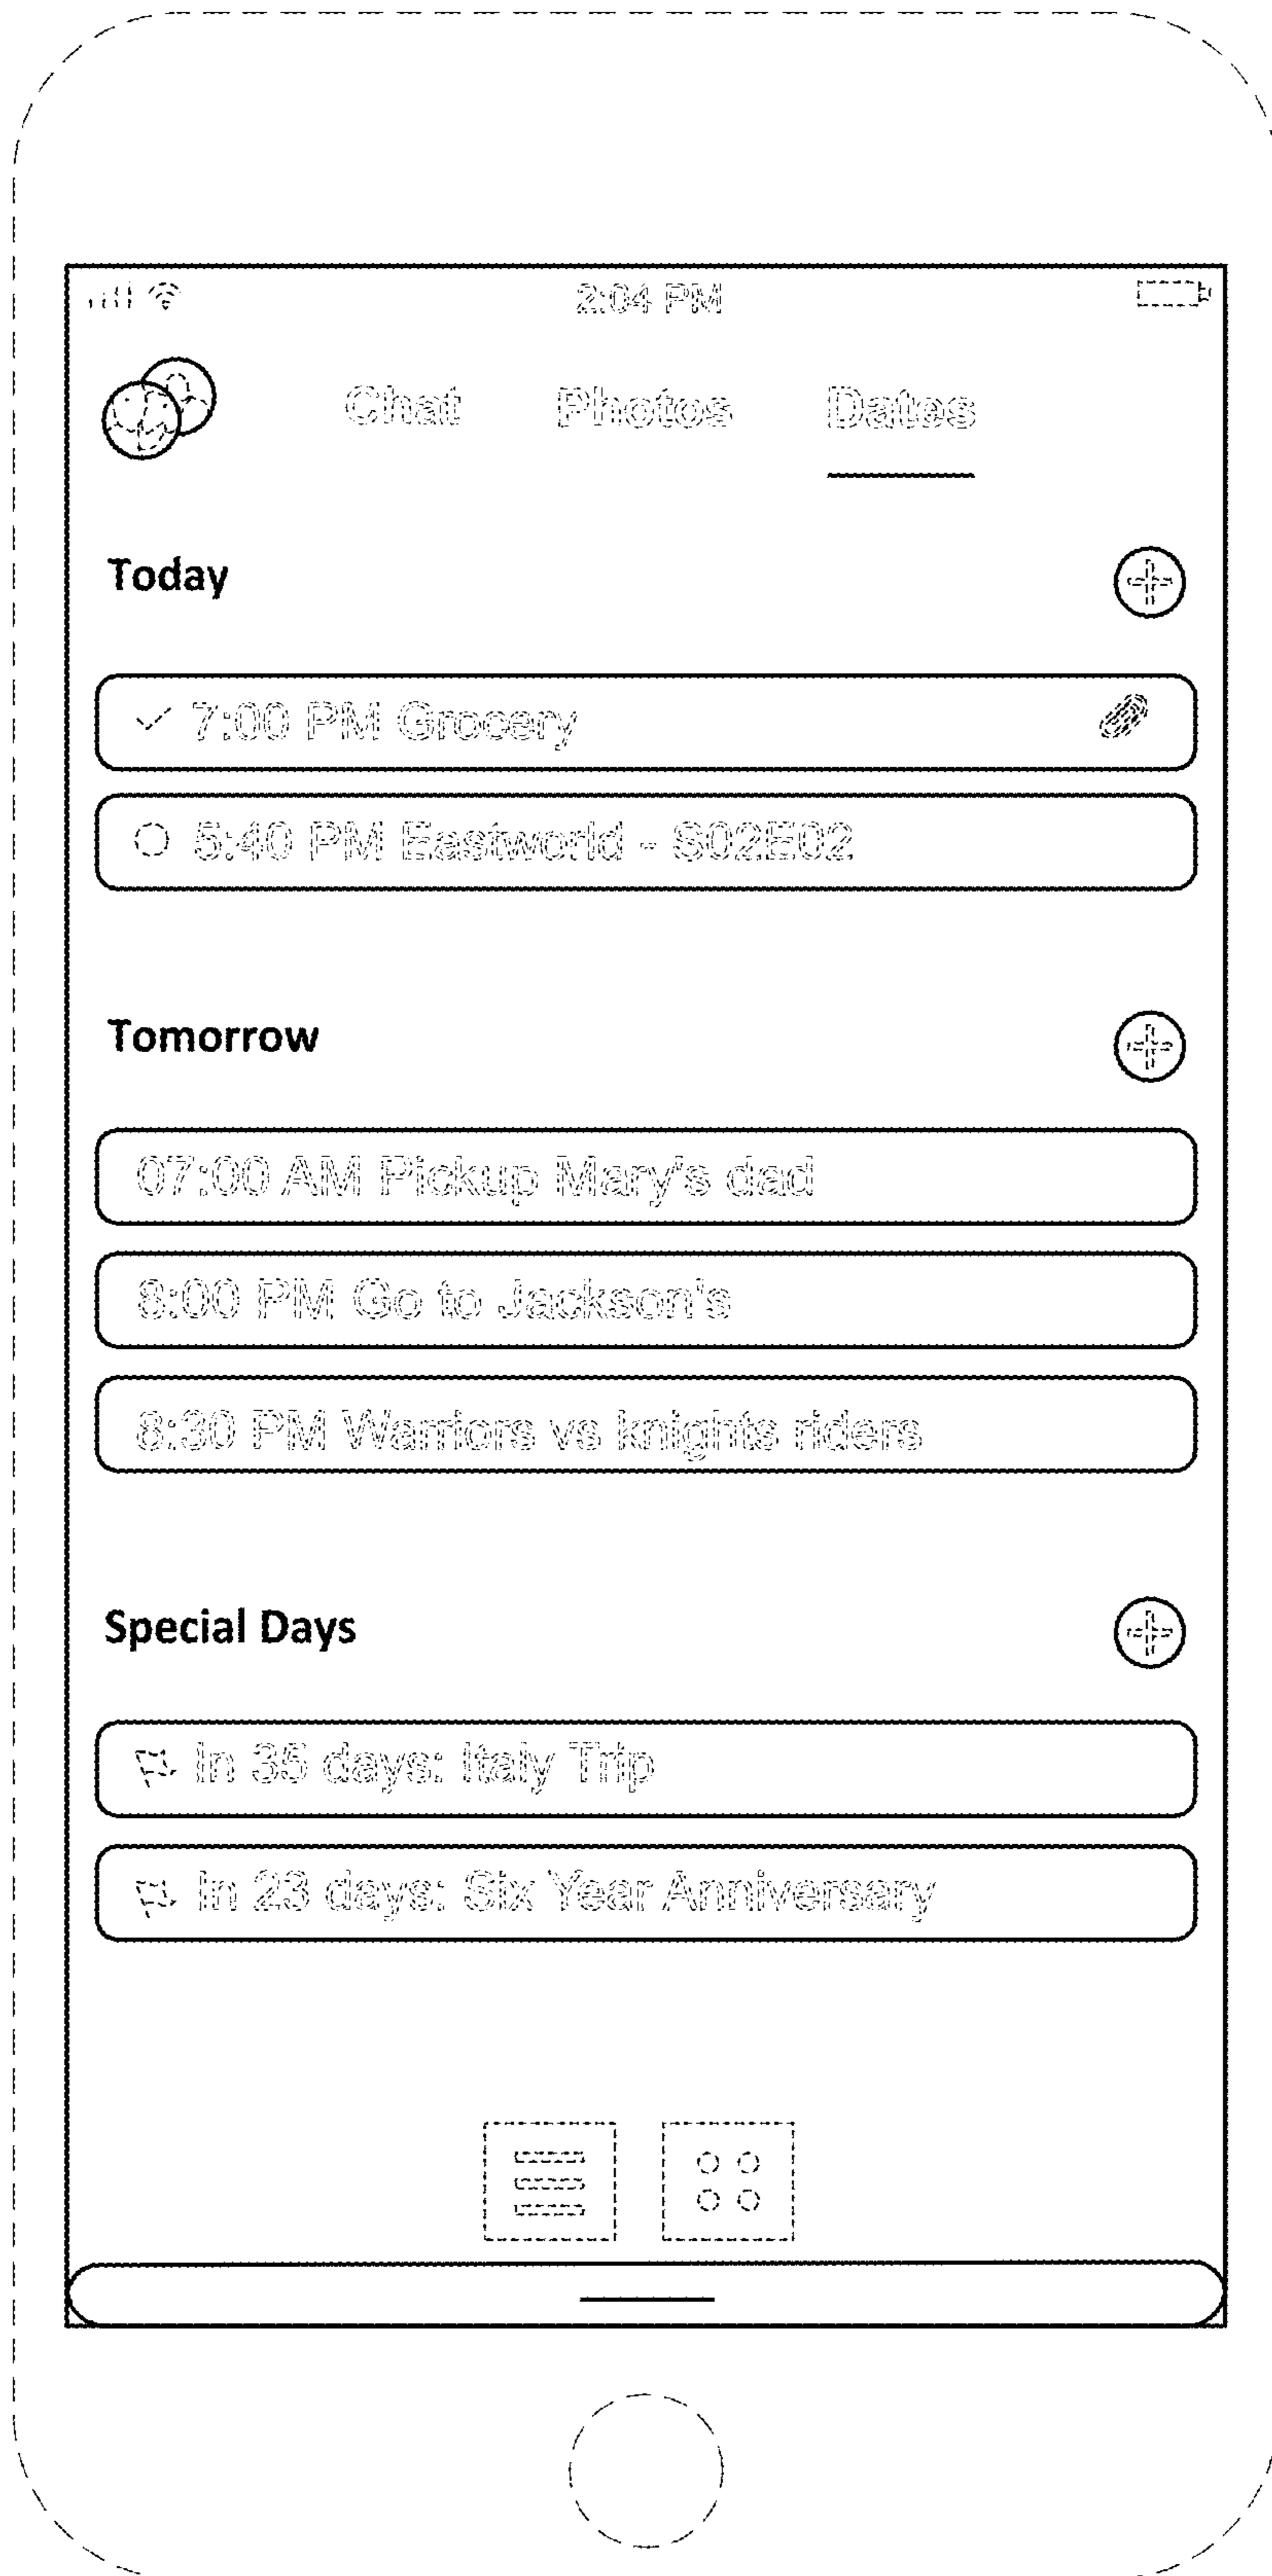 2:04 PM
Chat Photos Dates
Today
7:00 PM Grocery
5:40 PM Eastworld - S02E02
Tomorrow
07:00 AM Pickup Mary's dad
8:00 PM Go to Jackson's
8:30 PM Warriors vs knights riders
Special Days
In 35 days: Italy Trip
In 23 days: Six Year Anniversary